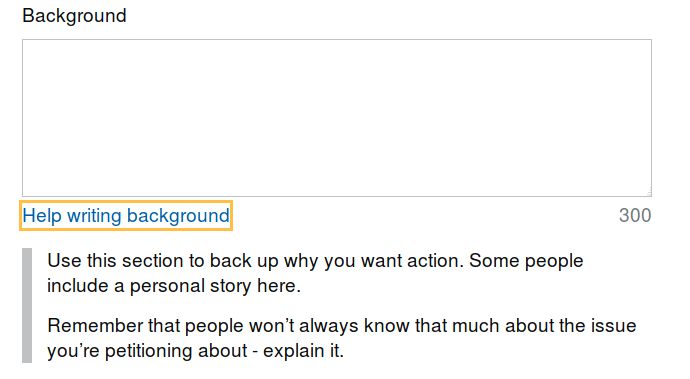 Background
Help writing background
300
Use this section to back up why you want action. Some people
include a personal story here.
Remember that people won’t always know that much about the issue
you’re petitioning about - explain it.